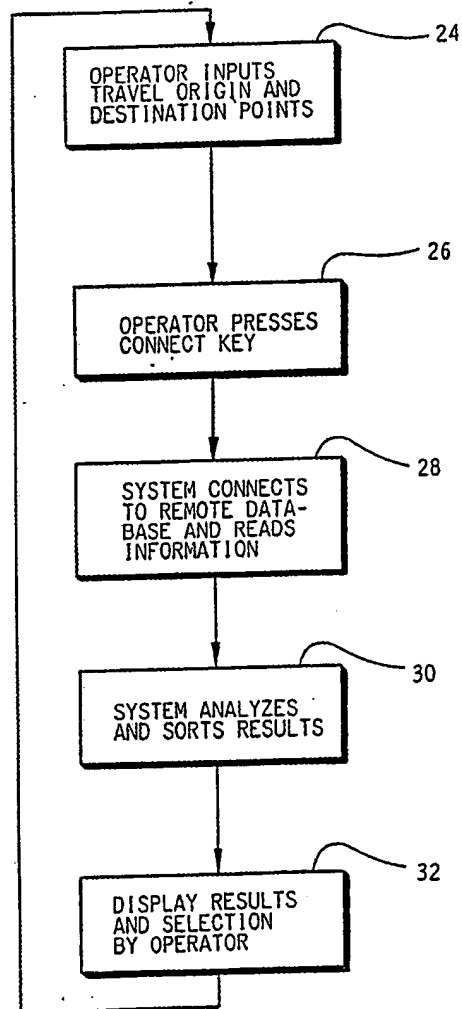 24
OPERATOR INPUTS
TRAVEL ORIGIN AND
DESTINATION POINTS
26
OPERATOR PRESSES
CONNECT KEY
28
SYSTEM CONNECTS
TO REMOTE DATA-
BASE AND READS
INFORMATION
30
SYSTEM ANALYZES
AND SORTS RESULTS
32
DISPLAY RESULTS
AND SELECTION
BY OPERATOR